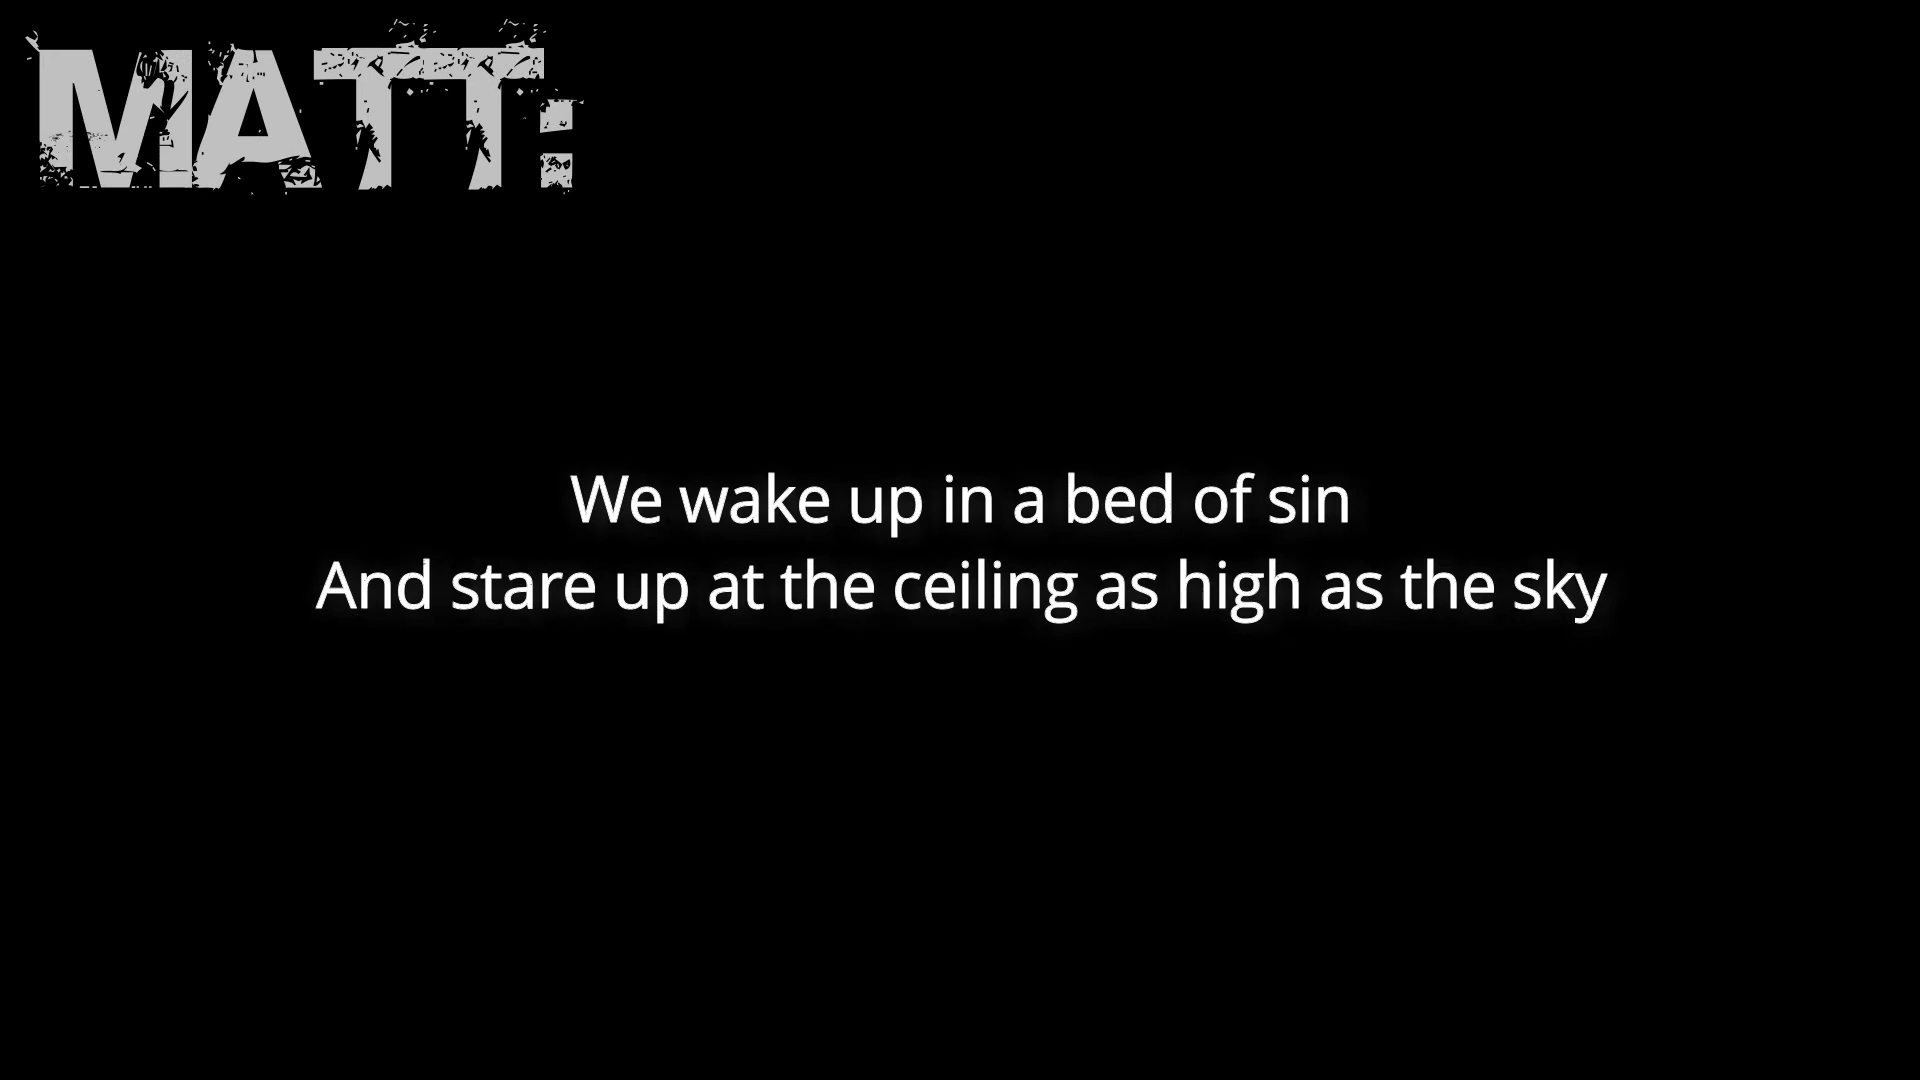 MATT:
We wake up in a bed of sin
And stare up at the ceiling as high as the sky